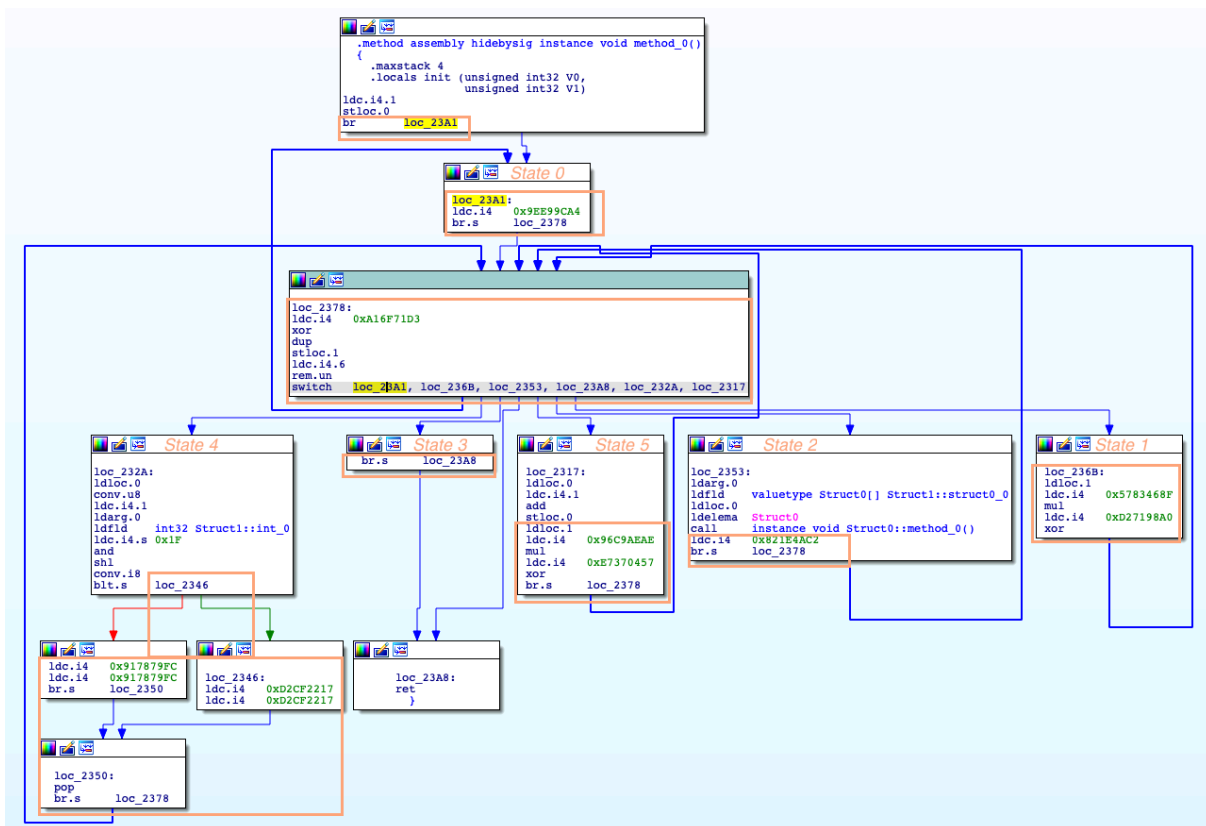 .method assembly hidebysig instance void method_0()
{
.maxstack 4
.locals init (unsigned int32 V0,
unsigned int32 V1)
ldc.i4.1
stloc.0
br loc_23A1
State 0
loc_23A1:
ldc.i4 0x9EE99CA4
br.s loc_2378
loc_2378:
ldc.i4 0xA16F71D3
xor
dup
stloc.1
ldc.i4.6
rem.un
switch loc_23A1, loc_236B, loc_2353, loc_23A8, loc_232A, loc_2317
State 4
loc_232A:
ldloc.0
conv.u8
ldc.i4.1
ldarg.0
ldfld int32 Struct1::int_0
ldc.i4.s 0x1F
and
shl
conv.i8
blt.s loc_2346
State 3
br.s loc_23A8
State 5
loc_2317:
ldloc.0
ldc.i4.1
add
stloc.0
ldloc.1
ldc.i4 0x96C9AEAE
mul
ldc.i4 0xE7370457
xor
br.s loc_2378
State 2
loc_2353:
ldarg.0
ldfld valuetype Struct0[] Struct1::struct0_0
ldloc.0
ldelema Struct0
call instance void Struct0::method_0()
ldc.i4 0x821E4AC2
br.s loc_2378
State 1
loc_236B:
ldloc.1
ldc.i4 0x5783468F
mul
ldc.i4 0xD27198A0
xor
ldc.i4 0x917879FC
ldc.i4 0x917879FC
br.s loc_2350
loc_2346:
ldc.i4 0xD2CF2217
ldc.i4 0xD2CF2217
loc_23A8:
ret
}
loc_2350:
pop
br.s loc_2378